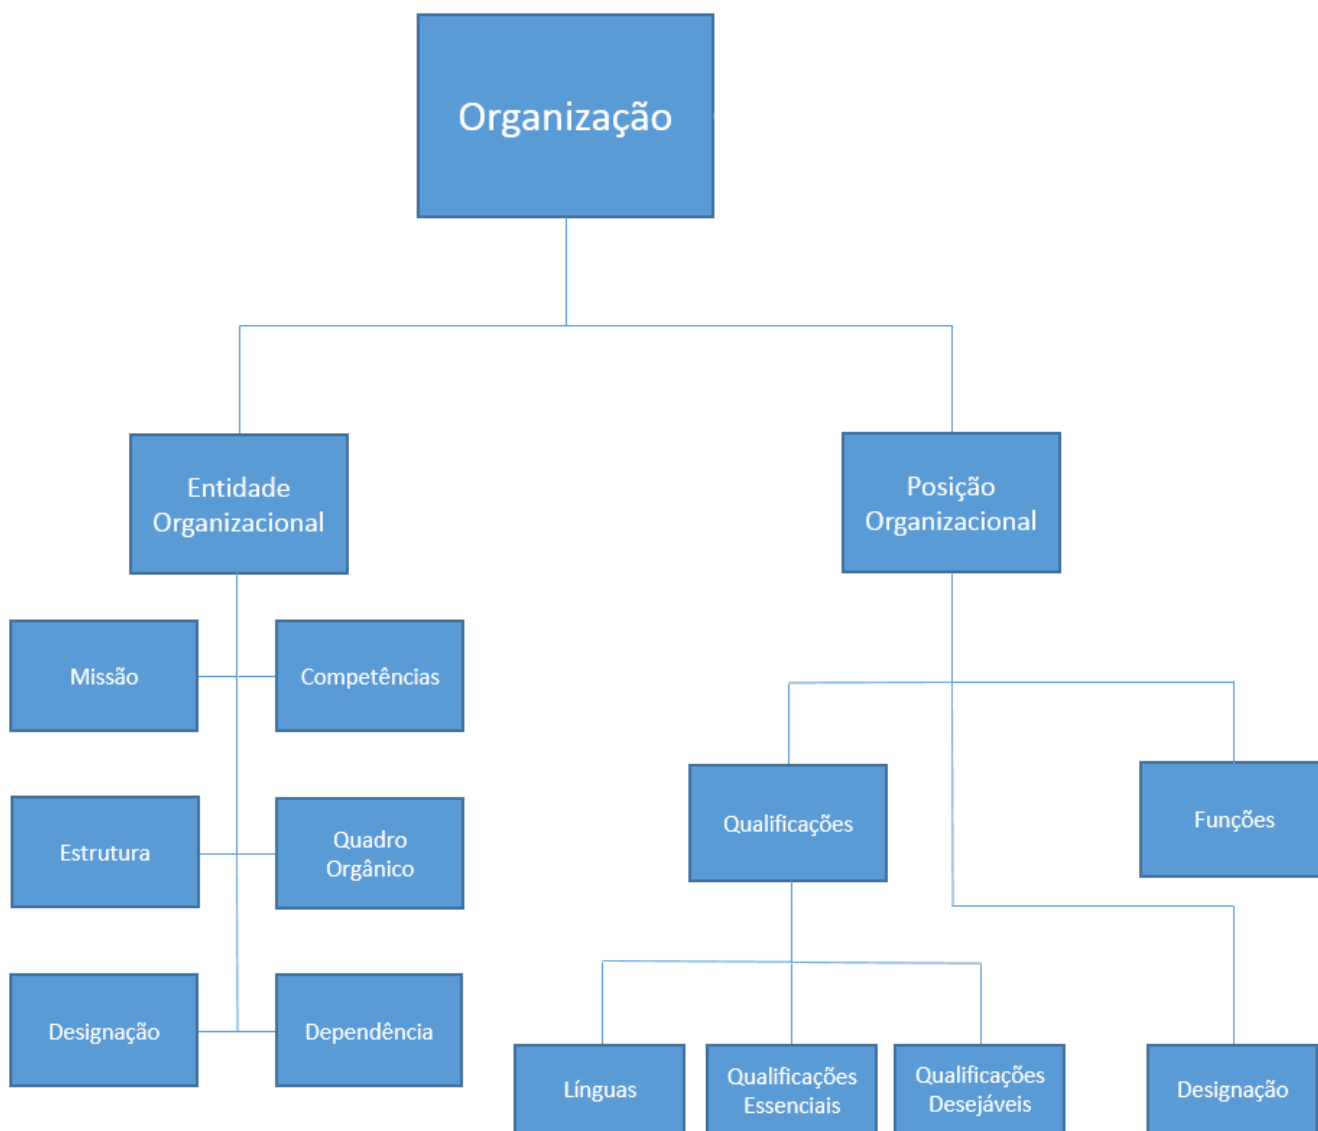 Organização
Entidade
Organizacional
Posição
Organizacional
Missão
Competências
Qualificações
Funções
Estrutura
Quadro
Orgânico
Designação
Dependência
Línguas
Qualificações
Essenciais
Qualificações
Desejáveis
Designação